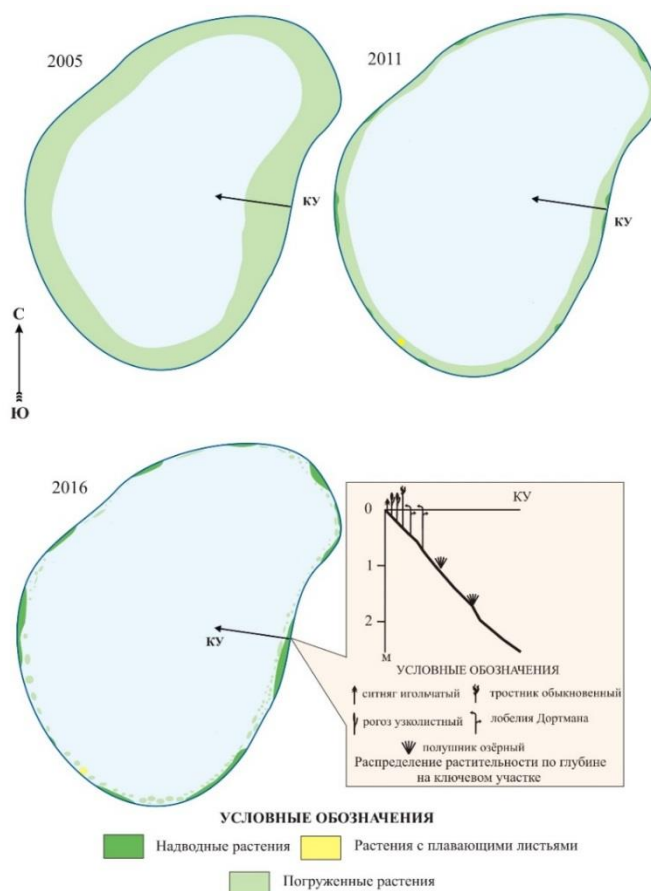 2005
2011
КУ
КУ
С
Ю
2016
КУ
КУ
0
1
2
м
УСЛОВНЫЕ ОБОЗНАЧЕНИЯ
ситняг игольчатый
тростник обыкновенный
рогоз узколистный
лобелия Дортмана
полушник озёрный
Распределение растительности по глубине
на ключевом участке
УСЛОВНЫЕ ОБОЗНАЧЕНИЯ
Надводные растения
Растения с плавающими листьями
Погруженные растения